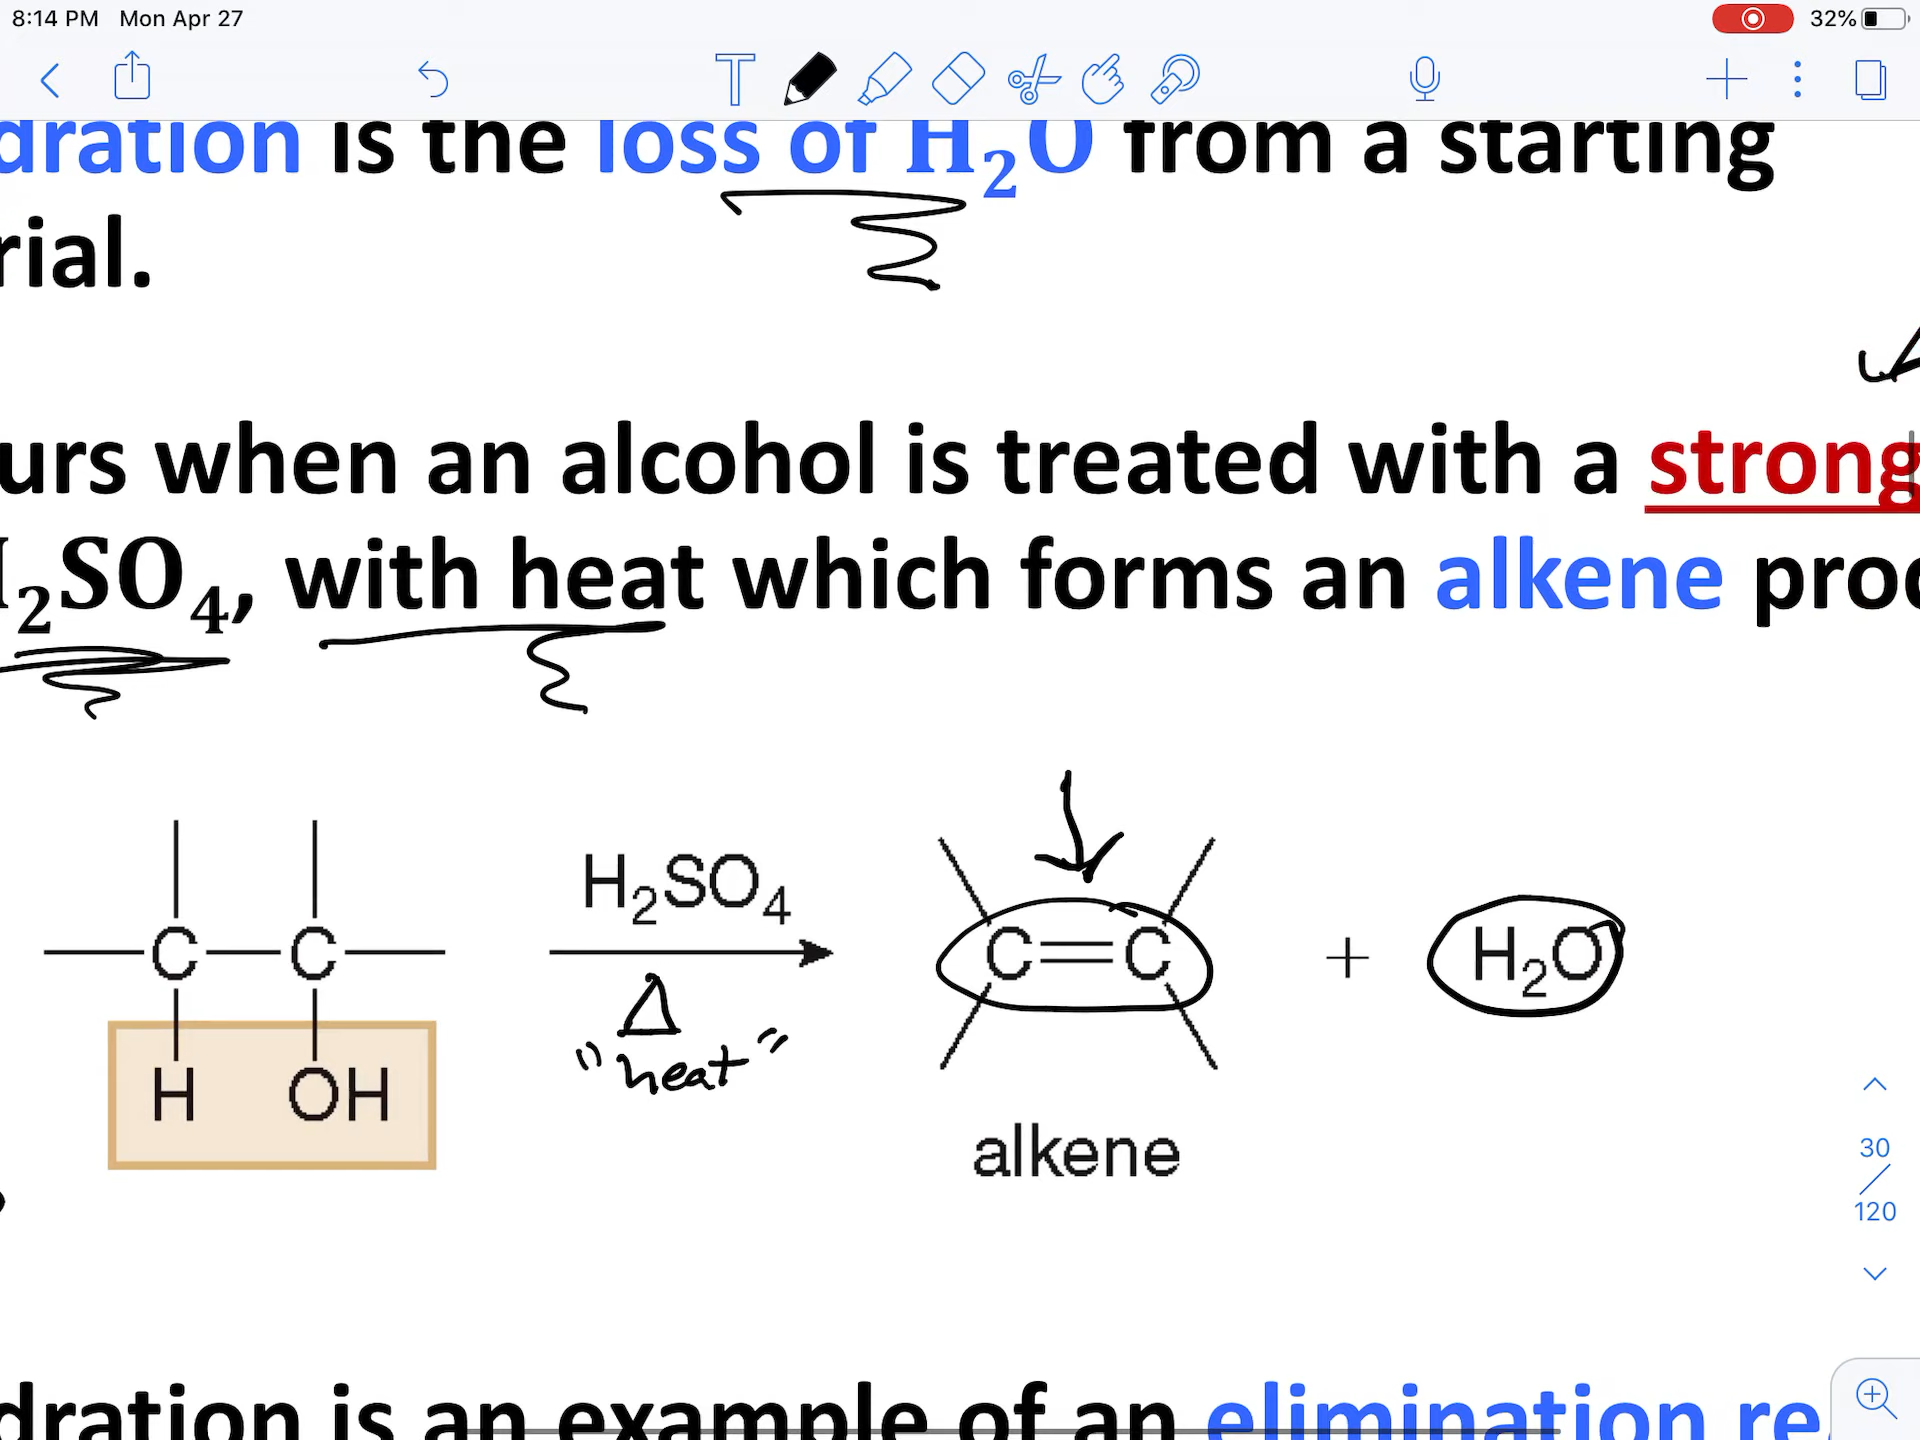 8:14 PM Mon Apr 27 32%
T
dration is the loss of H₂O from a starting
rial.
urs when an alcohol is treated with a strong
H₂SO₄, with heat which forms an alkene proc
C C H₂SO₄ C=C + H₂O
Δ
"heat"
H OH
alkene
30
/
120
dration is an example of an elimination re